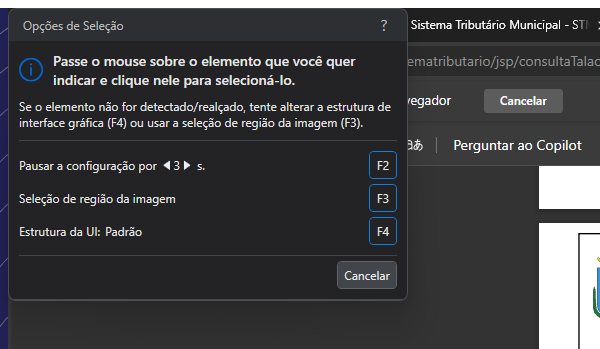 Opções de Seleção
?
Passe o mouse sobre o elemento que você quer
indicar e clique nele para selecioná-lo.
Se o elemento não for detectado/realçado, tente alterar a estrutura de
interface gráfica (F4) ou usar a seleção de região da imagem (F3).
Pausar a configuração por 3 s.
F2
Seleção de região da imagem
F3
Estrutura da UI: Padrão
F4
Cancelar
Sistema Tributário Municipal - STM
ematributario/jsp/consultaTalao
vegador
Cancelar
aあ
Perguntar ao Copilot